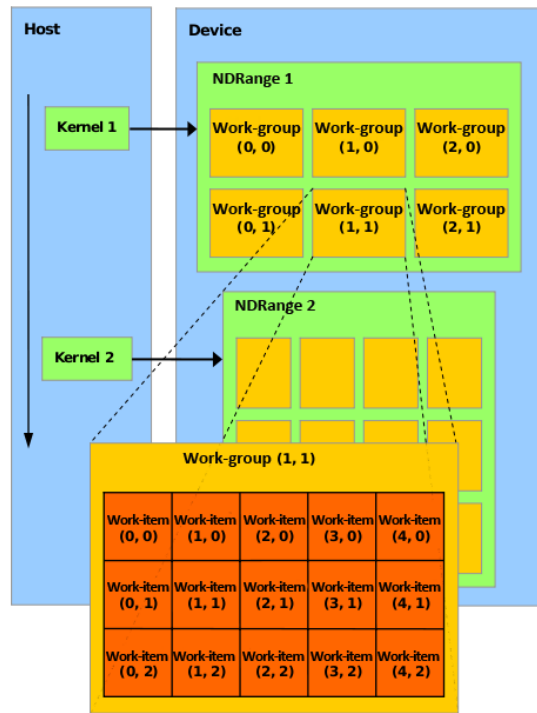 Host
Device
NDRange 1
Kernel 1
Work-group
(0, 0)
Work-group
(1, 0)
Work-group
(2, 0)
Work-group
(0, 1)
Work-group
(1, 1)
Work-group
(2, 1)
NDRange 2
Kernel 2
Work-group (1, 1)
Work-item
(0, 0)
Work-item
(1, 0)
Work-item
(2, 0)
Work-item
(3, 0)
Work-item
(4, 0)
Work-item
(0, 1)
Work-item
(1, 1)
Work-item
(2, 1)
Work-item
(3, 1)
Work-item
(4, 1)
Work-item
(0, 2)
Work-item
(1, 2)
Work-item
(2, 2)
Work-item
(3, 2)
Work-item
(4, 2)